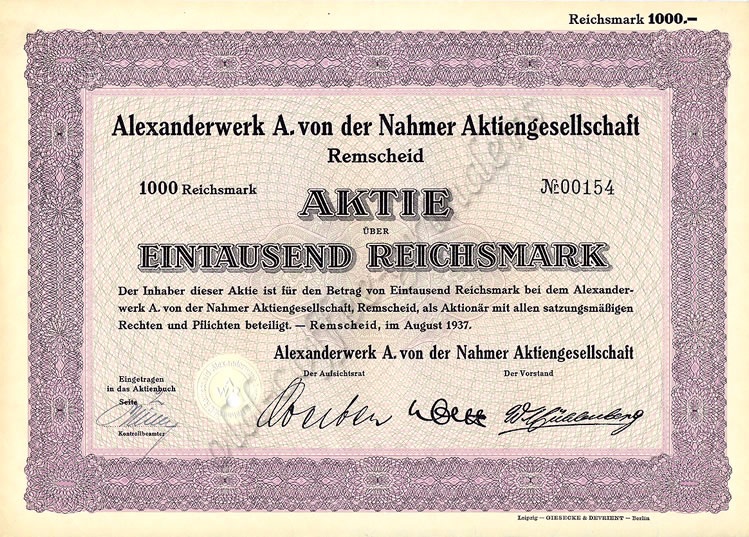 Reichsmark 1000.—
Alexanderwerk A. von der Nahmer Aktiengesellschaft
Remscheid
1000 Reichsmark
№ 00154
AKTIE
ÜBER
EINTAUSEND REICHSMARK
Der Inhaber dieser Aktie ist für den Betrag von Eintausend Reichsmark bei dem Alexander-
werk A. von der Nahmer Aktiengesellschaft, Remscheid, als Aktionär mit allen satzungsmäßigen
Rechten und Pflichten beteiligt. — Remscheid, im August 1937.
Alexanderwerk A. von der Nahmer Aktiengesellschaft
Der Aufsichtsrat
Der Vorstand
Eingetragen
in das Aktienbuch
Seite
Kontrollbeamter
Leipzig — GIESECKE & DEVRIENT — Berlin